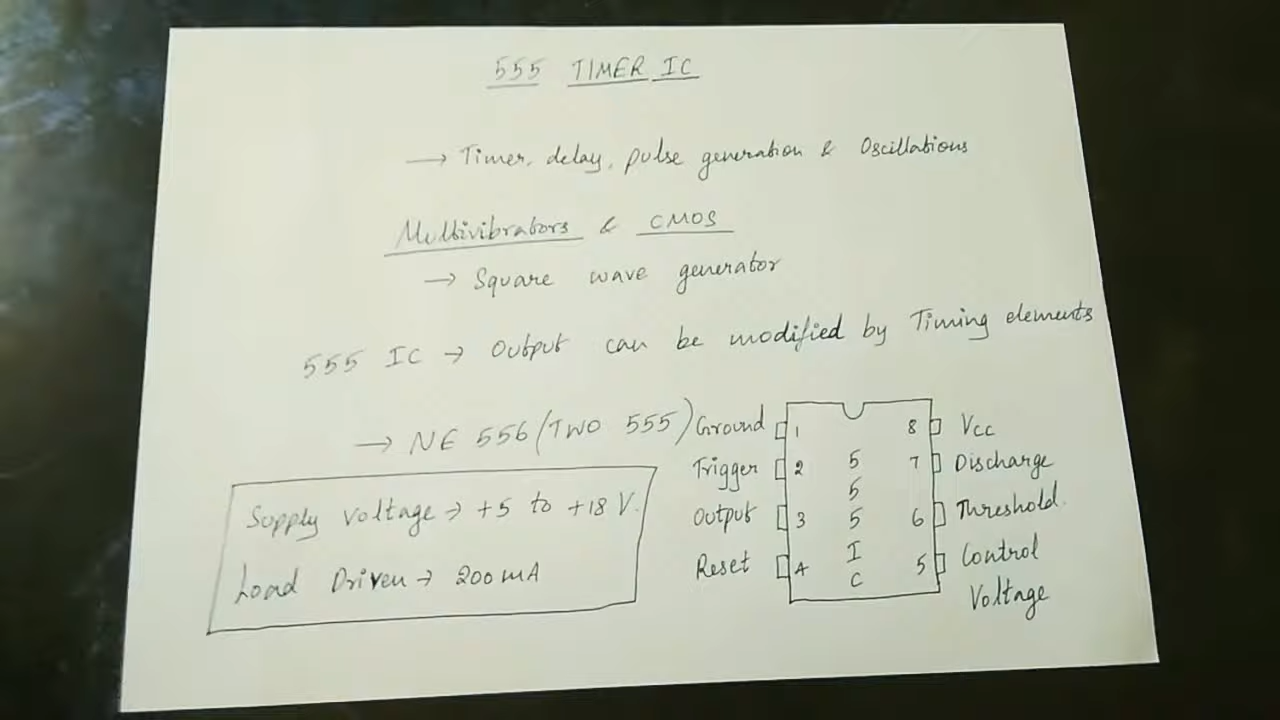 555 TIMER IC
→ Timer, delay, pulse generation & Oscillations
Multivibrators & CMOS
→ Square wave generator
555 IC → Output can be modified by Timing elements
→ NE 556 (TWO 555)
Supply voltage → +5 to +18 V.
Load Driven → 200 mA
Ground 1 8 Vcc
Trigger 2 5 7 Discharge
5
Output 3 5 6 Threshold.
I
Reset 4 C 5 Control
Voltage